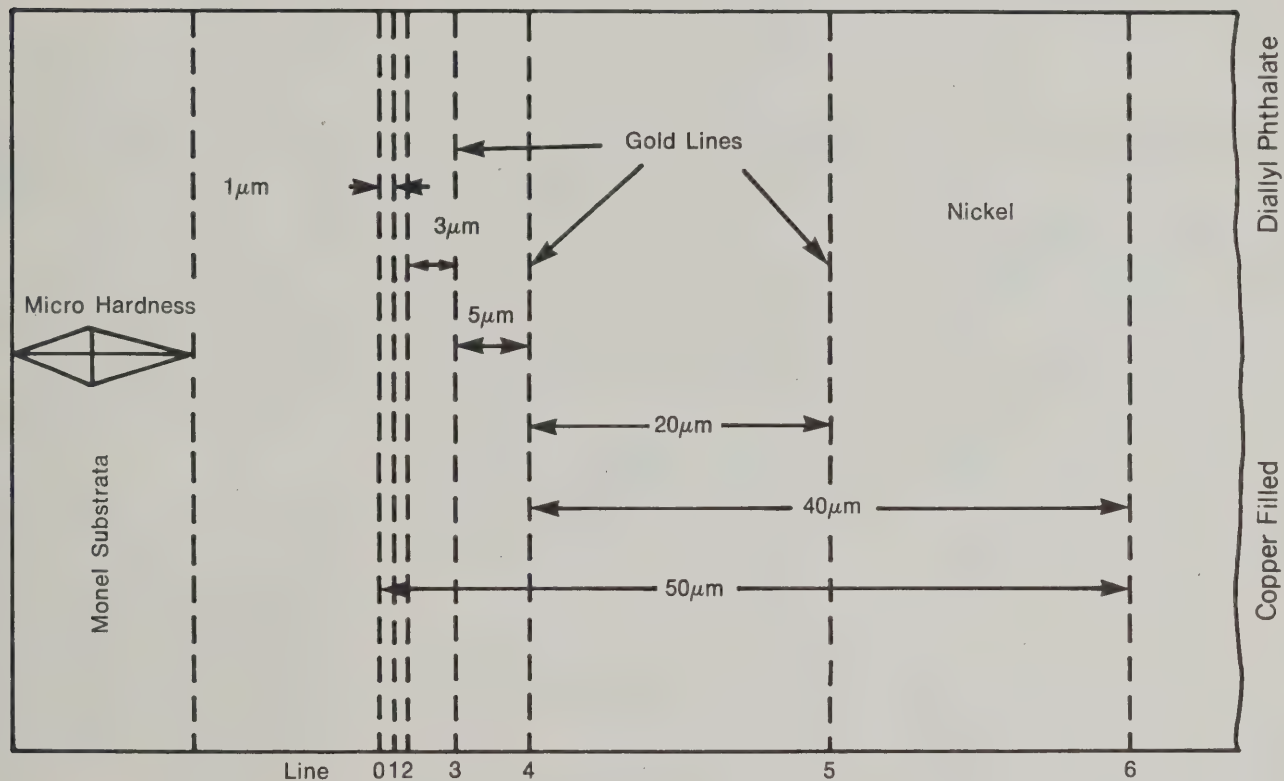 Gold Lines
1μm
Nickel
3μm
Micro Hardness
5μm
20μm
40μm
50μm
Monel Substrata
Diallyl Phthalate
Copper Filled
Line 0 1 2 3 4 5 6